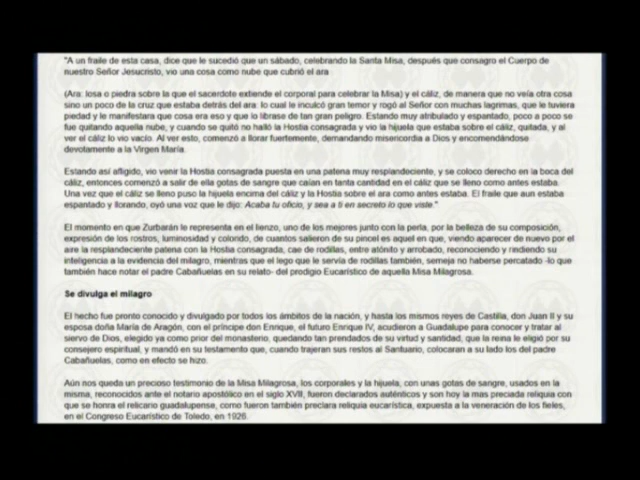 "A un fraile de esta casa, dice que le sucedió que un sábado, celebrando la Santa Misa, después que consagro el Cuerpo de
nuestro Señor Jesucristo, vio una cosa como nube que cubrió el ara
(Ara: losa o piedra sobre la que el sacerdote extiende el corporal para celebrar la Misa) y el cáliz, de manera que no veía otra cosa
sino un poco de la cruz que estaba detrás del ara: lo cual le inculcó gran temor y rogó al Señor con muchas lagrimas, que le tuviera
piedad y le manifestara que cosa era eso y que lo librase de tan gran peligro. Estando muy atribulado y espantado, poco a poco se
fue quitando aquella nube, y cuando se quitó no halló la Hostia consagrada y vio la hijuela que estaba sobre el cáliz, quitada, y al
ver el cáliz lo vio vacío. Al ver esto, comenzó a llorar fuertemente, demandando misericordia a Dios y encomendándose
devotamente a la Virgen María.
Estando así afligido, vio venir la Hostia consagrada puesta en una patena muy resplandeciente, y se coloco derecho en la boca del
cáliz, entonces comenzó a salir de ella gotas de sangre que caían en tanta cantidad en el cáliz que se lleno como antes estaba.
Una vez que el cáliz se lleno puso la hijuela encima del cáliz y la Hostia sobre el ara como antes estaba. El fraile que aun estaba
espantado y llorando, oyó una voz que le dijo: Acaba tu oficio, y sea a ti en secreto lo que viste."
El momento en que Zurbarán le representa en el lienzo, uno de los mejores junto con la perla, por la belleza de su composición,
expresión de los rostros, luminosidad y colorido, de cuantos salieron de su pincel es aquel en que, viendo aparecer de nuevo por el
aire la resplandeciente patena con la Hostia consagrada, cae de rodillas, entre atónito y arrobado, reconociendo y rindiendo su
inteligencia a la evidencia del milagro, mientras que el lego que le servía de rodillas también, semeja no haberse percatado -lo que
también hace notar el padre Cabañuelas en su relato- del prodigio Eucarístico de aquella Misa Milagrosa.
Se divulga el milagro
El hecho fue pronto conocido y divulgado por todos los ámbitos de la nación, y hasta los mismos reyes de Castilla, don Juan II y su
esposa doña María de Aragón, con el príncipe don Enrique, el futuro Enrique IV, acudieron a Guadalupe para conocer y tratar al
siervo de Dios, elegido ya como prior del monasterio, quedando tan prendados de su virtud y santidad, que la reina le eligió por su
consejero espiritual, y mandó en su testamento que, cuando trajeran sus restos al Santuario, colocaran a su lado los del padre
Cabañuelas, como en efecto se hizo.
Aún nos queda un precioso testimonio de la Misa Milagrosa, los corporales y la hijuela, con unas gotas de sangre, usados en la
misma, reconocidos ante el notario apostólico en el siglo XVII, fueron declarados auténticos y son hoy la mas preciada reliquia con
que se honra el relicario guadalupense, como fueron también preclara reliquia eucarística, expuesta a la veneración de los fieles,
en el Congreso Eucarístico de Toledo, en 1926.